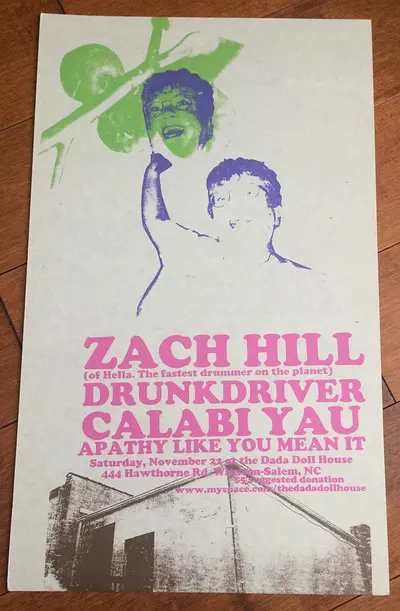 ZACH HILL
(of Hella. The fastest drummer on the planet)
DRUNKDRIVER
CALABI YAU
APATHY LIKE YOU MEAN IT
Saturday, November 22 at the Dada Doll House
444 Hawthorne Rd. Winston-Salem, NC
$5 suggested donation
www.myspace.com/thedadadollhouse